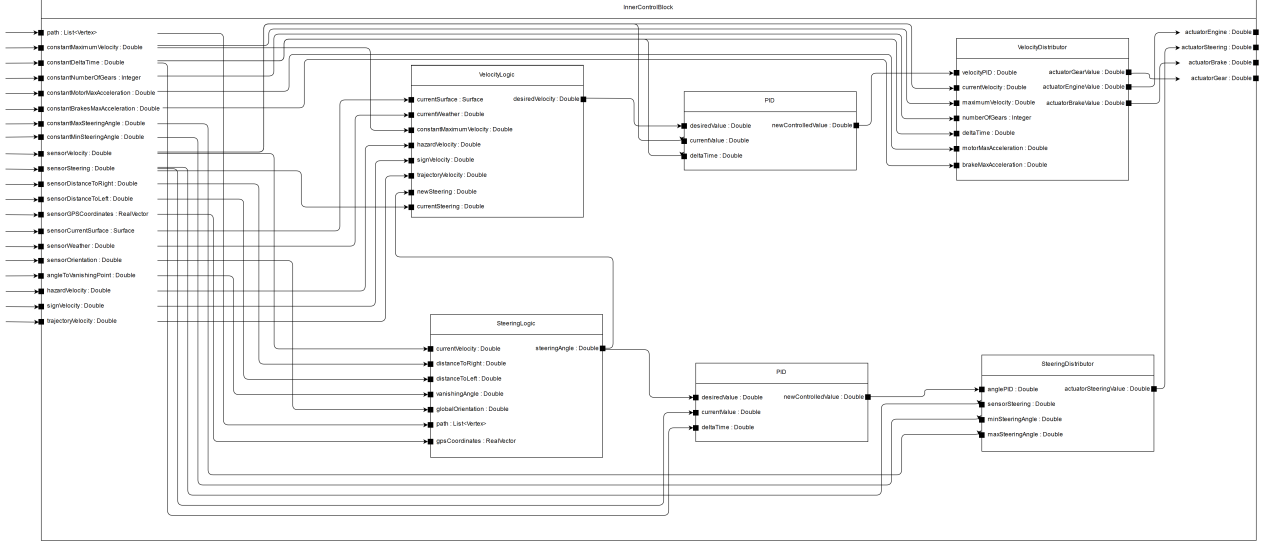 InnerControlBlock
path : List<Vertex>
constantMaximumVelocity : Double
constantDeltaTime : Double
constantNumberOfGears : Integer
constantMotorMaxAcceleration : Double
constantBrakesMaxAcceleration : Double
constantMaxSteeringAngle : Double
constantMinSteeringAngle : Double
sensorVelocity : Double
sensorSteering : Double
sensorDistanceToRight : Double
sensorDistanceToLeft : Double
sensorGPSCoordinates : RealVector
sensorCurrentSurface : Surface
sensorWeather : Double
sensorOrientation : Double
angleToVanishingPoint : Double
hazardVelocity : Double
signVelocity : Double
trajectoryVelocity : Double
VelocityLogic
currentSurface : Surface
currentWeather : Double
constantMaximumVelocity : Double
hazardVelocity : Double
signVelocity : Double
trajectoryVelocity : Double
newSteering : Double
currentSteering : Double
desiredVelocity : Double
PID
desiredValue : Double
currentValue : Double
deltaTime : Double
newControlledValue : Double
VelocityDistributor
velocityPID : Double
currentVelocity : Double
maximumVelocity : Double
numberOfGears : Integer
deltaTime : Double
motorMaxAcceleration : Double
brakeMaxAcceleration : Double
actuatorGearValue : Double
actuatorEngineValue : Double
actuatorBrakeValue : Double
actuatorEngine : Double
actuatorSteering : Double
actuatorBrake : Double
actuatorGear : Double
SteeringLogic
currentVelocity : Double
distanceToRight : Double
distanceToLeft : Double
vanishingAngle : Double
globalOrientation : Double
path : List<Vertex>
gpsCoordinates : RealVector
steeringAngle : Double
PID
desiredValue : Double
currentValue : Double
deltaTime : Double
newControlledValue : Double
SteeringDistributor
anglePID : Double
sensorSteering : Double
minSteeringAngle : Double
maxSteeringAngle : Double
actuatorSteeringValue : Double